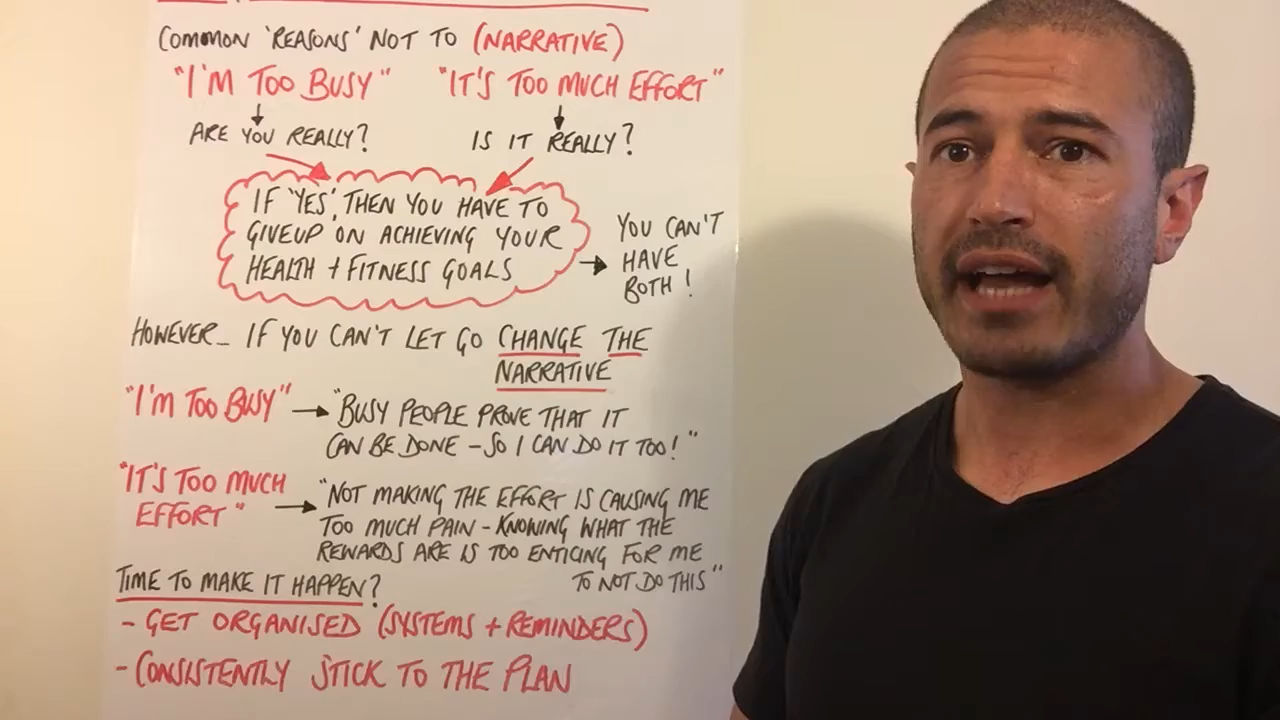 COMMON 'REASONS' NOT TO (NARRATIVE)
"I'M TOO BUSY" "IT'S TOO MUCH EFFORT"
ARE YOU REALLY? IS IT REALLY?
IF 'YES', THEN YOU HAVE TO
GIVEUP ON ACHIEVING YOUR
HEALTH + FITNESS GOALS
YOU CAN'T
HAVE
BOTH!
HOWEVER... IF YOU CAN'T LET GO CHANGE THE
NARRATIVE
"I'M TOO BUSY"
"BUSY PEOPLE PROVE THAT IT
CAN BE DONE - SO I CAN DO IT TOO!"
"IT'S TOO MUCH
EFFORT"
"NOT MAKING THE EFFORT IS CAUSING ME
TOO MUCH PAIN - KNOWING WHAT THE
REWARDS ARE IS TOO ENTICING FOR ME
TO NOT DO THIS"
TIME TO MAKE IT HAPPEN?
- GET ORGANISED (SYSTEMS + REMINDERS)
- CONSISTENTLY STICK TO THE PLAN